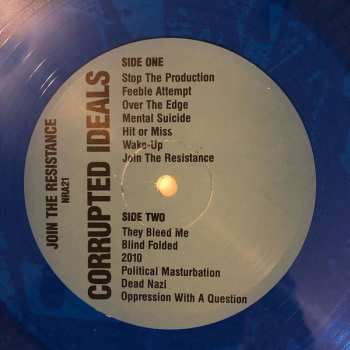 JOIN THE RESISTANCE
NRA21
CORRUPTED IDEALS
SIDE ONE
Stop The Production
Feeble Attempt
Over The Edge
Mental Suicide
Hit or Miss
Wake-Up
Join The Resistance
SIDE TWO
They Bleed Me
Blind Folded
2010
Political Masturbation
Dead Nazi
Oppression With A Question